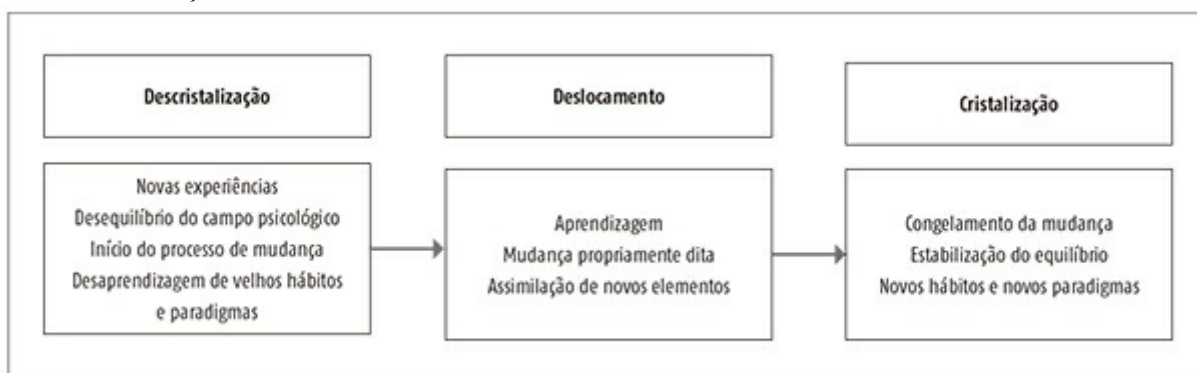 Descristalização
Novas experiências
Desequilíbrio do campo psicológico
Início do processo de mudança
Desaprendizagem de velhos hábitos
e paradigmas
Deslocamento
Aprendizagem
Mudança propriamente dita
Assimilação de novos elementos
Cristalização
Congelamento da mudança
Estabilização do equilíbrio
Novos hábitos e novos paradigmas